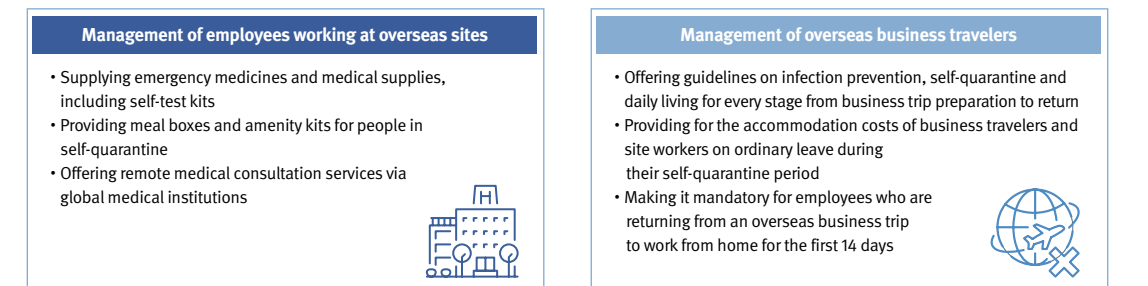 Management of employees working at overseas sites
• Supplying emergency medicines and medical supplies,
including self-test kits
• Providing meal boxes and amenity kits for people in
self-quarantine
• Offering remote medical consultation services via
global medical institutions
H
Management of overseas business travelers
• Offering guidelines on infection prevention, self-quarantine and
daily living for every stage from business trip preparation to return
• Providing for the accommodation costs of business travelers and
site workers on ordinary leave during
their self-quarantine period
• Making it mandatory for employees who are
returning from an overseas business trip
to work from home for the first 14 days